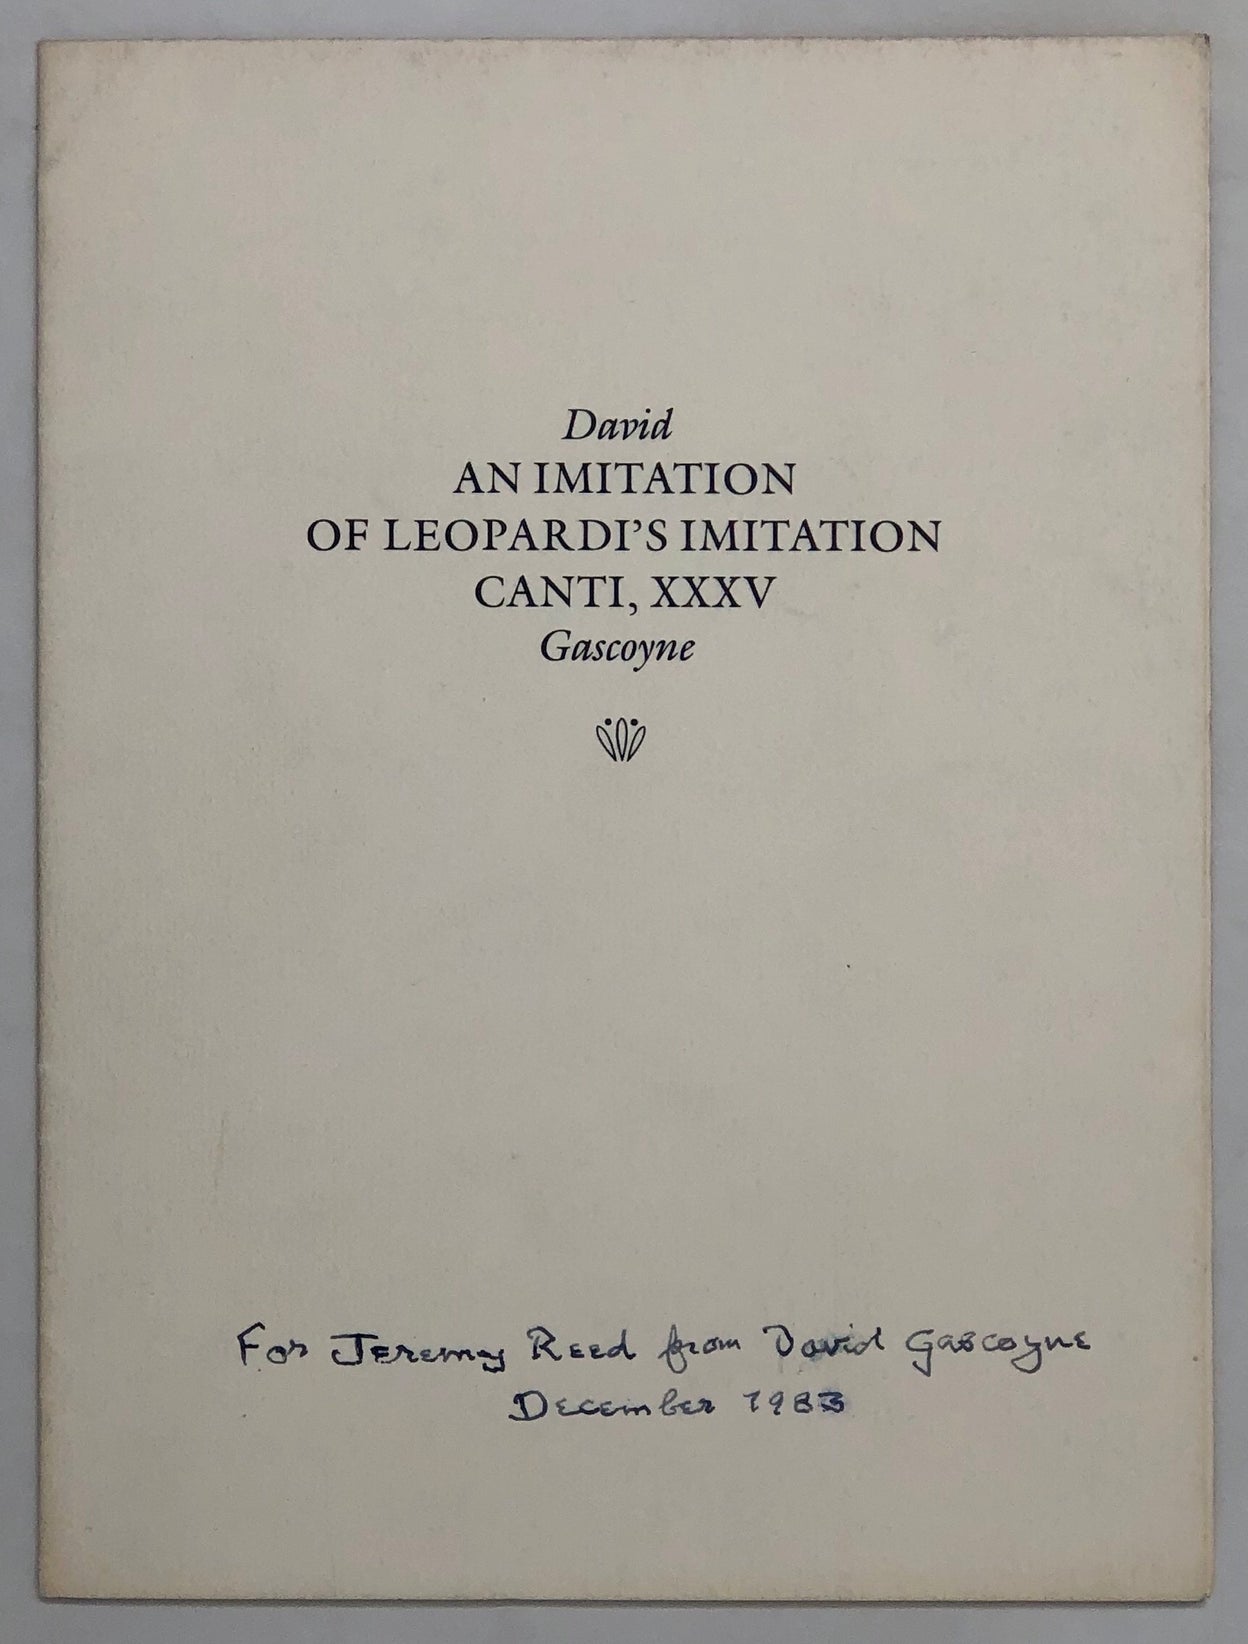 David
AN IMITATION
OF LEOPARDI’S IMITATION
CANTI, XXXV
Gascoyne
For Jeremy Reed from David Gascoyne
December 1983